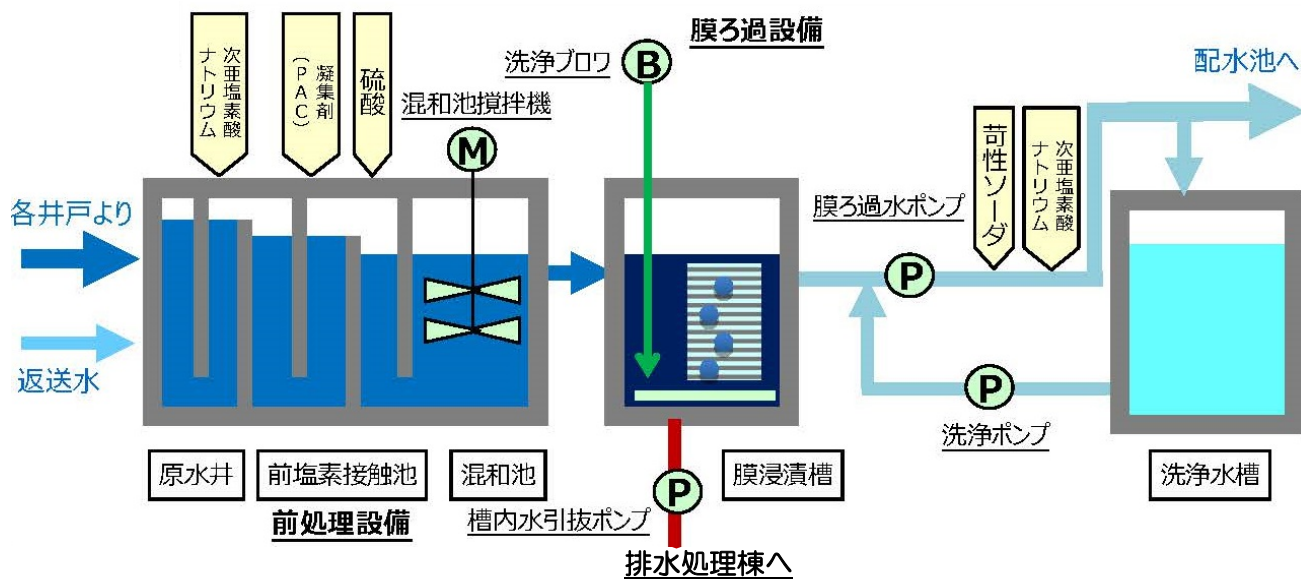 次亜塩素酸
ナトリウム
凝集剤
(PAC)
硫酸
混和池撹拌機
M
洗浄ブロワ
B
膜ろ過設備
配水池へ
各井戸より
返送水
膜ろ過水ポンプ
P
苛性ソーダ
次亜塩素酸
ナトリウム
P
洗浄ポンプ
原水井
前塩素接触池
混和池
前処理設備
P
槽内水引抜ポンプ
膜浸漬槽
洗浄水槽
排水処理棟へ